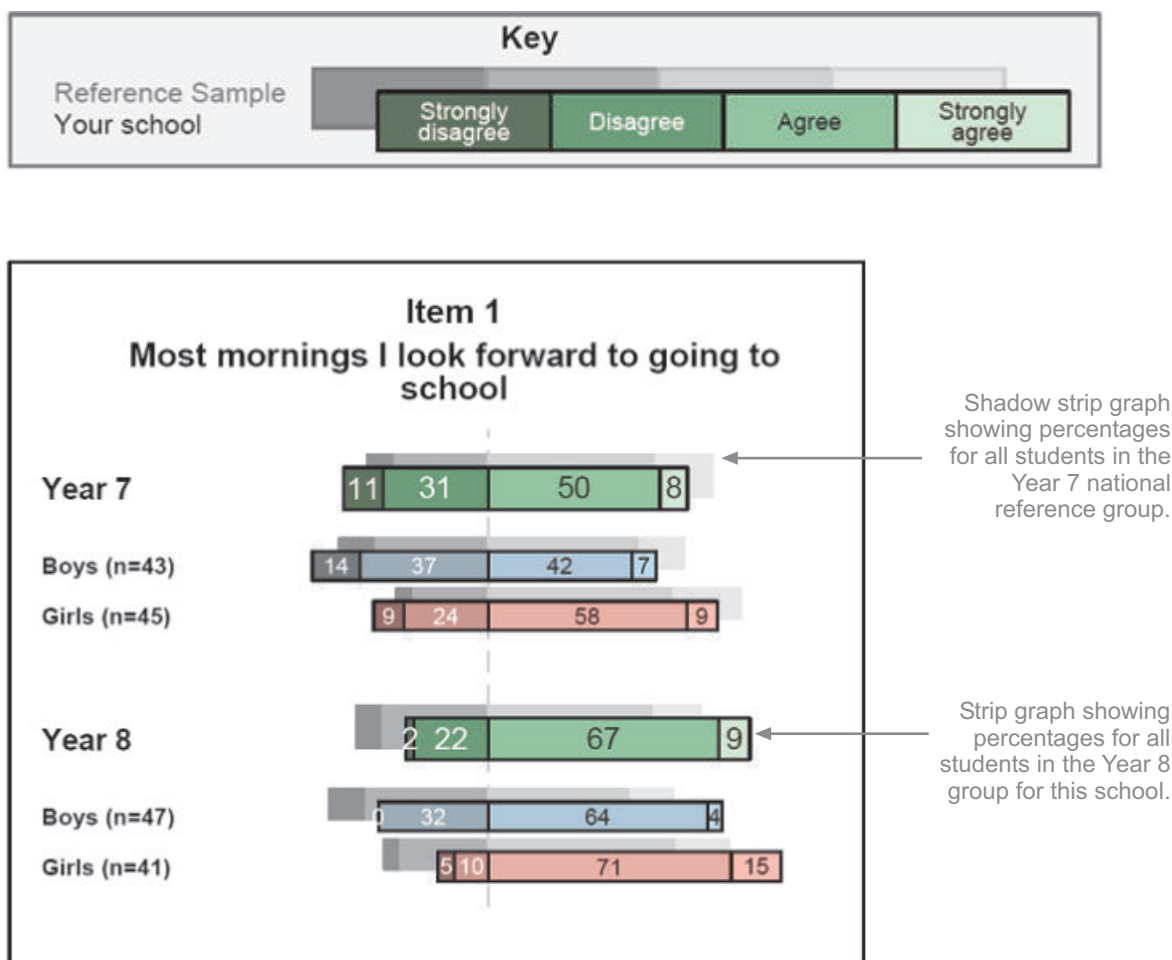 Key
Reference Sample
Your school
Strongly
disagree
Disagree
Agree
Strongly
agree
Item 1
Most mornings I look forward to going to
school
Year 7
11 31 50 8
Boys (n=43)
14 37 42 7
Girls (n=45)
9 24 58 9
Year 8
2 22 67 9
Boys (n=47)
0 32 64 4
Girls (n=41)
5 10 71 15
Shadow strip graph
showing percentages
for all students in the
Year 7 national
reference group.
Strip graph showing
percentages for all
students in the Year 8
group for this school.